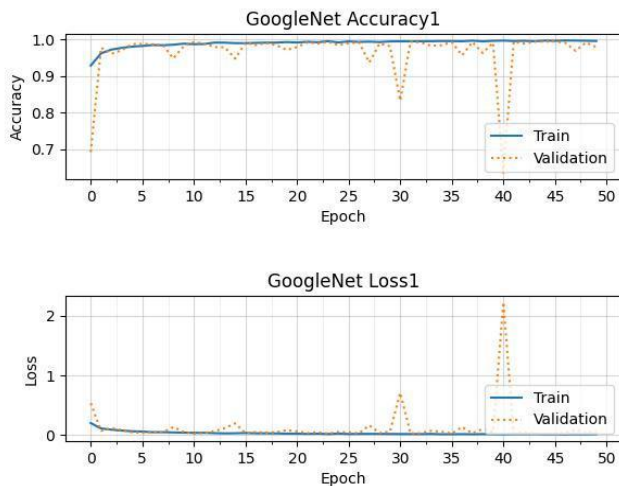 GoogleNet Accuracy1
1.0
0.9
0.8
0.7
Accuracy
Train
Validation
0 5 10 15 20 25 30 35 40 45 50
Epoch
GoogleNet Loss1
2
1
0
Loss
Train
Validation
0 5 10 15 20 25 30 35 40 45 50
Epoch